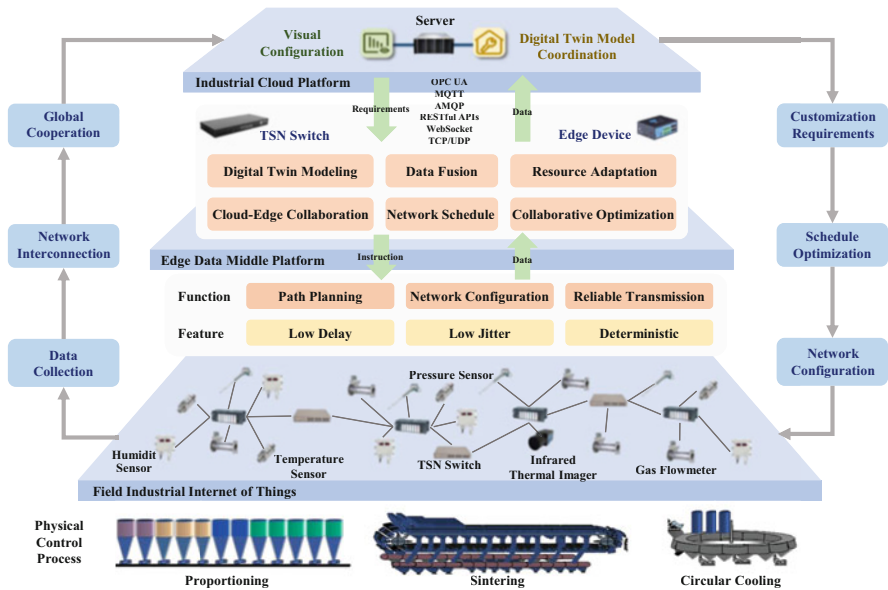 Server
Visual
Configuration
Digital Twin Model
Coordination
Industrial Cloud Platform
Requirements
OPC UA
MQTT
AMQP
RESTful APIs
WebSocket
TCP/UDP
Data
Global
Cooperation
Network
Interconnection
Data
Collection
Customization
Requirements
Schedule
Optimization
Network
Configuration
TSN Switch
Edge Device
Digital Twin Modeling
Data Fusion
Resource Adaptation
Cloud-Edge Collaboration
Network Schedule
Collaborative Optimization
Edge Data Middle Platform
Instruction
Data
Function
Path Planning
Network Configuration
Reliable Transmission
Feature
Low Delay
Low Jitter
Deterministic
Pressure Sensor
Humidit
Sensor
Temperature
Sensor
TSN Switch
Infrared
Thermal Imager
Gas Flowmeter
Field Industrial Internet of Things
Physical
Control
Process
Proportioning
Sintering
Circular Cooling